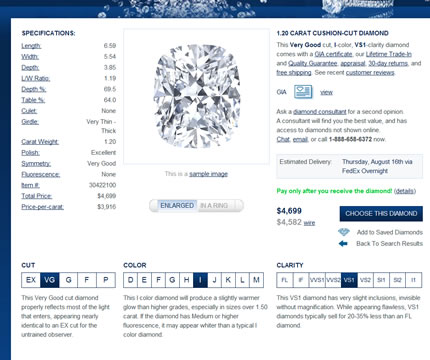 SPECIFICATIONS:
Length: 6.59
Width: 5.54
Depth: 3.85
L/W Ratio: 1.19
Depth %: 69.5
Table %: 64.0
Culet: None
Girdle: Very Thin -
Thick
Carat Weight: 1.20
Polish: Excellent
Symmetry: Very Good
Fluorescence: None
Item #: 30422100
Total Price: $4,699
Price-per-carat: $3,916
This is a sample image
ENLARGED IN A RING
1.20 CARAT CUSHION-CUT DIAMOND
This Very Good cut, I-color, VS1-clarity diamond
comes with a GIA certificate, our Lifetime Trade-In
and Quality Guarantee, appraisal, 30-day returns, and
free shipping. See recent customer reviews.
GIA view
Ask a diamond consultant for a second opinion.
A consultant will find you the best value, and has
access to diamonds not shown online.
Chat, email, or call 1-888-658-6372 now.
Estimated Delivery: Thursday, August 16th via
FedEx Overnight
Pay only after you receive the diamond! (details)
$4,699
$4,582 wire
CHOOSE THIS DIAMOND
Add to Saved Diamonds
Back To Search Results
CUT
EX VG G F P
This Very Good cut diamond
properly reflects most of the light
that enters, appearing nearly
identical to an EX cut for the
untrained observer.
COLOR
D E F G H I J K L M
This I color diamond will produce a slightly warmer
glow than higher grades, especially in sizes over 1.50
carat. If the diamond has Medium or higher
fluorescence, it may appear whiter than a typical I
color diamond.
CLARITY
FL IF VVS1 VVS2 VS1 VS2 SI1 SI2 I1
This VS1 diamond has very slight inclusions, invisible
without magnification. While appearing flawless, VS1
diamonds typically sell for 20-35% less than an FL
diamond.